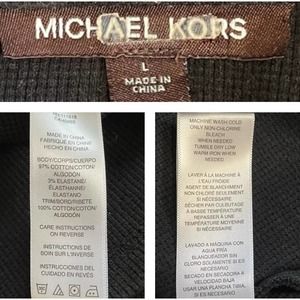 MICHAEL KORS
L
MADE IN
CHINA
MADE IN CHINA
FABRIQUE EN CHINE
HECHO EN CHINA
BODY/CORPS/CUERPO
97% COTTON/COTON/
ALGODÓN
3% ELASTANE/
ÉLASTHANNE/
ELASTANO
TRIM/BORD/RIBETE
100% COTTON/COTON/
ALGODÓN
CARE INSTRUCTIONS
ON REVERSE
INSTRUCTIONS DE
SOIN SUR L'INVERSE
INSTRUCCIONES DEL
CUIDADO EN REVÉS
MACHINE WASH COLD
ONLY NON-CHLORINE
BLEACH
WHEN NEEDED
TUMBLE DRY LOW
WARM IRON WHEN
NEEDED
LAVER À LA MACHINE À
L'EAU FROIDE
AGENT DE BLANCHIMENT
NON CHLORÉ SEULEMENT
SI NÉCESSAIRE
SÉCHER PAR CULBUTAGE
À BASSE TEMPÉRATURE
REPASSER À UNE
TEMPÉRATURE MOYENNE
SI NÉCESSAIRE
LAVADO A MÁQUINA CON
AGUA FRÍA
BLANQUEADOR SIN
CLORO SOLAMENTE SI ES
NECESARIO
SECADO EN SECADORA A
VELOCIDAD BAJA
USAR UNA PLANCHA TIBIA,
SI ES NECESARIO